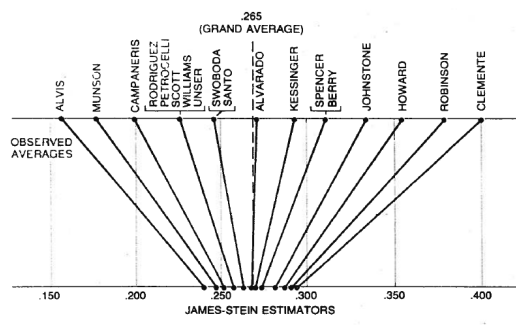 .265
(GRAND AVERAGE)
ALVIS
MUNSON
CAMPANERIS
RODRIGUEZ
PETROCELLI
SCOTT
WILLIAMS
UNSER
SWOBODA
SANTO
ALVARADO
KESSINGER
SPENCER
BERRY
JOHNSTONE
HOWARD
ROBINSON
CLEMENTE
OBSERVED
AVERAGES
.150 .200 .250 .300 .350 .400
JAMES-STEIN ESTIMATORS